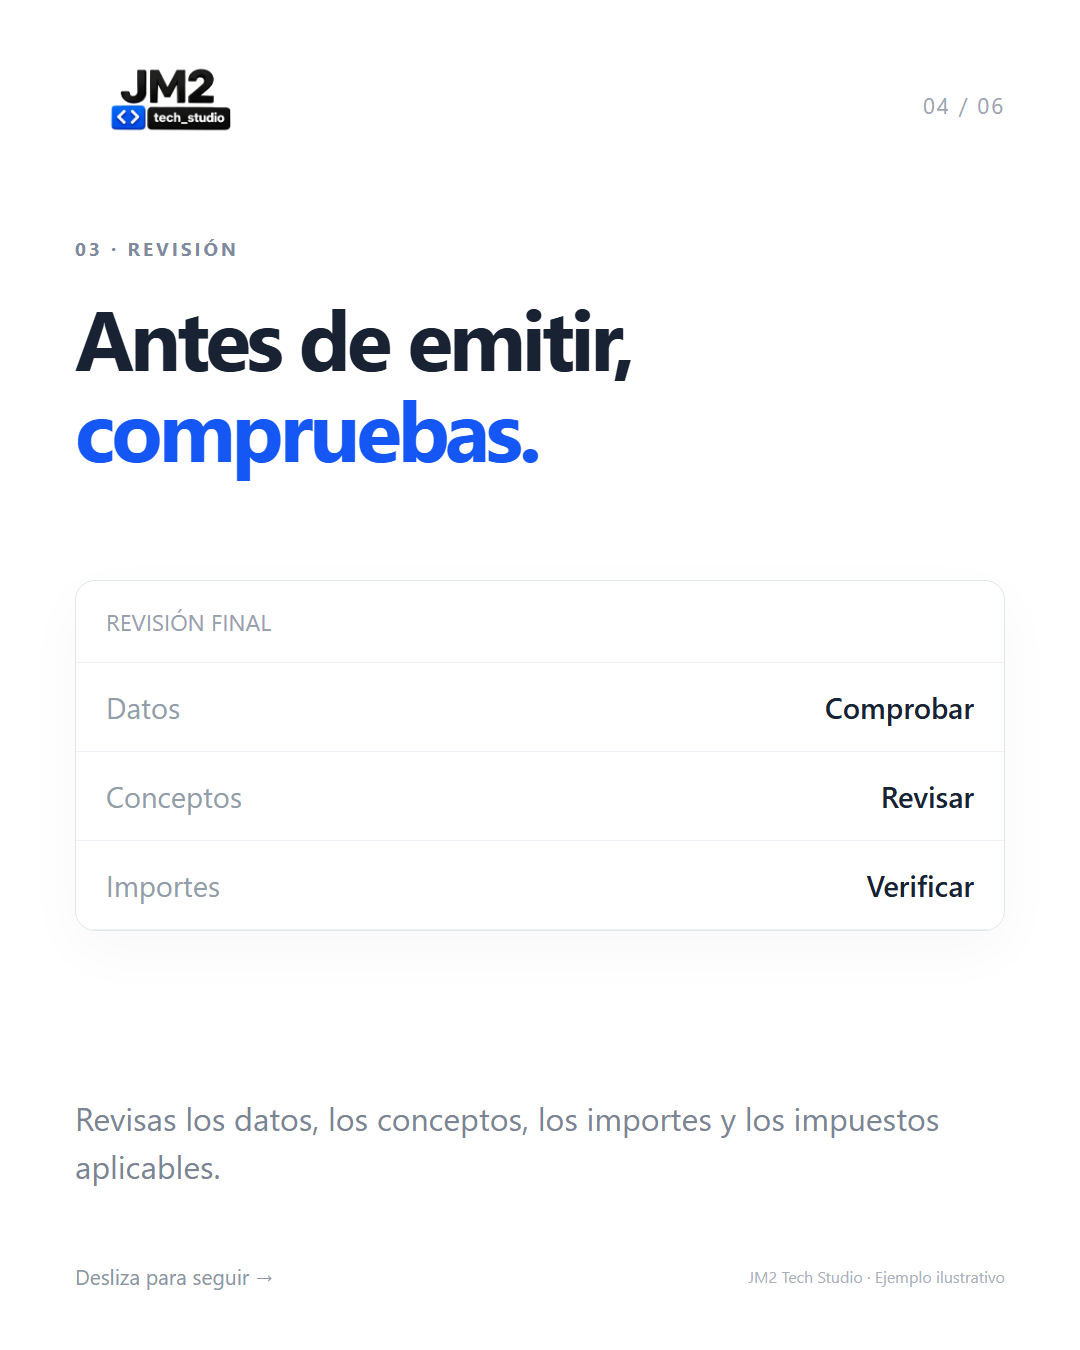 JM2
<> tech_studio
04 / 06
03 · REVISIÓN
Antes de emitir,
compruebas.
REVISIÓN FINAL
Datos Comprobar
Conceptos Revisar
Importes Verificar
Revisas los datos, los conceptos, los importes y los impuestos
aplicables.
Desliza para seguir →
JM2 Tech Studio · Ejemplo ilustrativo